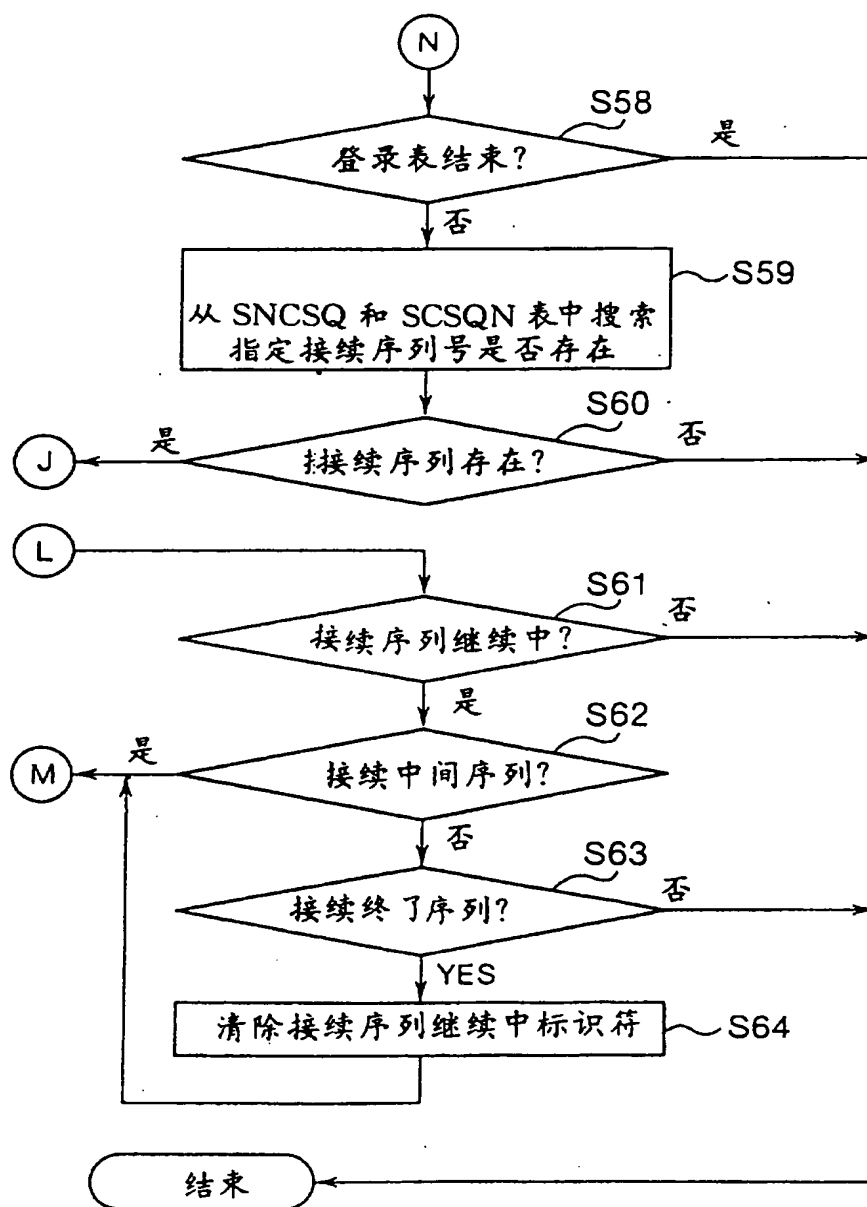 N
S58
登录表结束?
是
否
S59
从 SNCSQ 和 SCSQN 表中搜索
指定接续序列号是否存在
S60
J
是
接续序列存在?
否
L
S61
接续序列继续中?
否
是
S62
M
是
接续中间序列?
否
S63
接续终了序列?
否
YES
清除接续序列继续中标识符
S64
结束